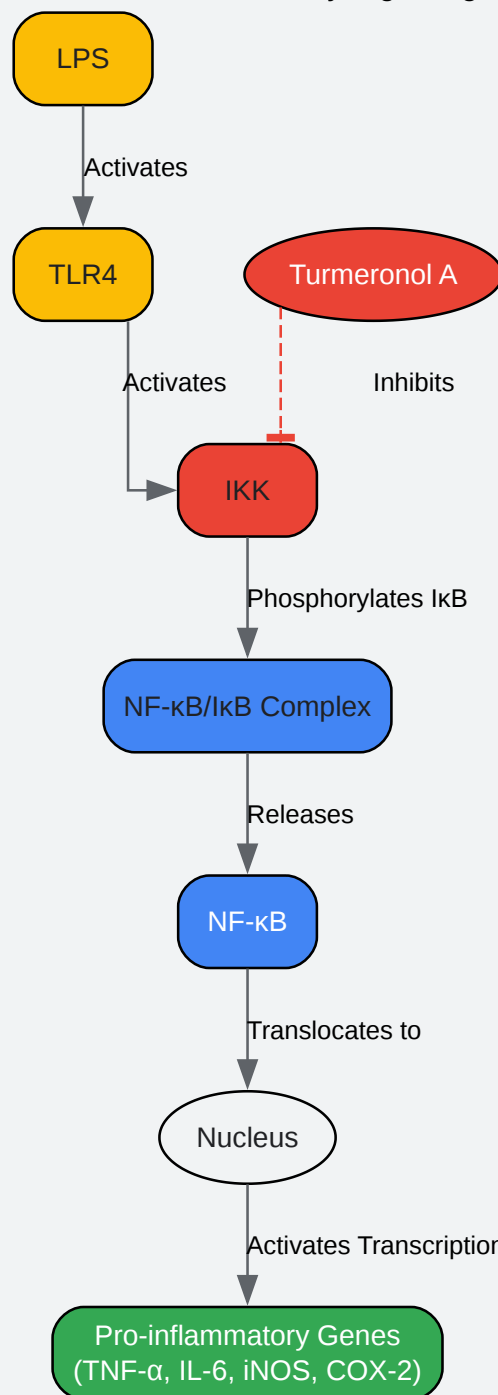 LPS
Activates
TLR4
Turmeronol A
Activates
Inhibits
IKK
Phosphorylates IκB
NF-κB/IκB Complex
Releases
NF-κB
Translocates to
Nucleus
Activates Transcription
Pro-inflammatory Genes
(TNF-α, IL-6, iNOS, COX-2)